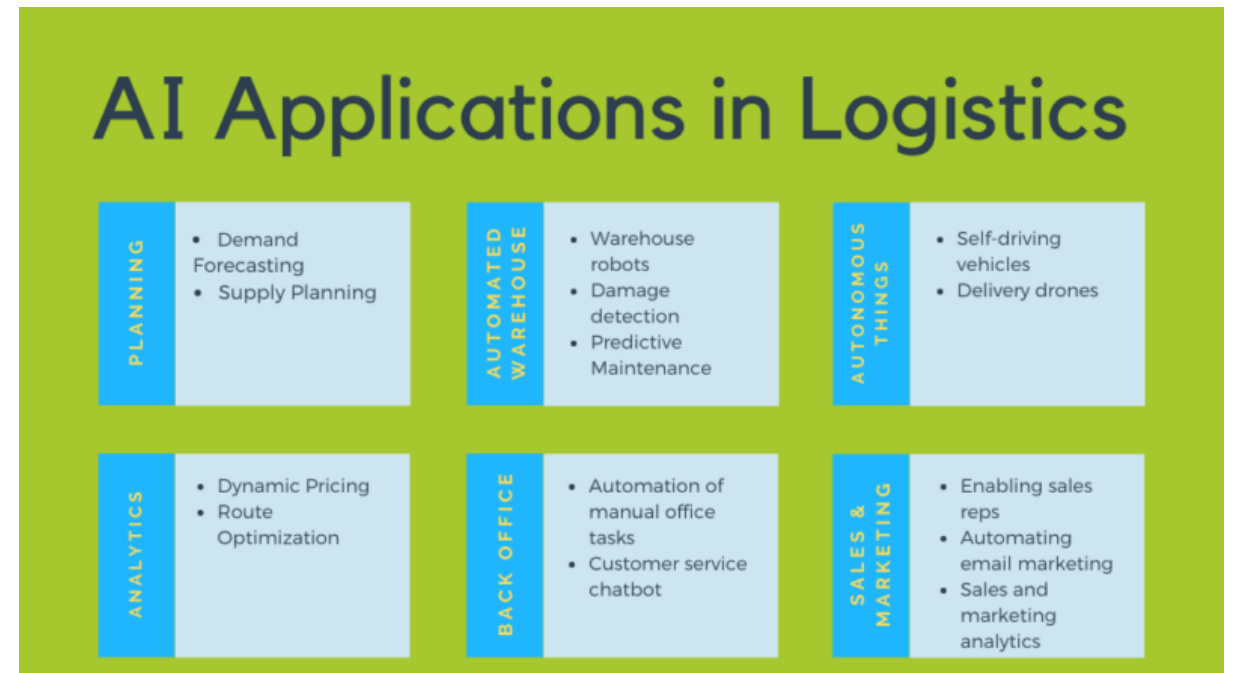 AI Applications in Logistics
PLANNING
• Demand
Forecasting
• Supply Planning
AUTOMATED
WAREHOUSE
• Warehouse
robots
• Damage
detection
• Predictive
Maintenance
AUTONOMOUS
THINGS
• Self-driving
vehicles
• Delivery drones
ANALYTICS
• Dynamic Pricing
• Route
Optimization
BACK OFFICE
• Automation of
manual office
tasks
• Customer service
chatbot
SALES &
MARKETING
• Enabling sales
reps
• Automating
email marketing
• Sales and
marketing
analytics